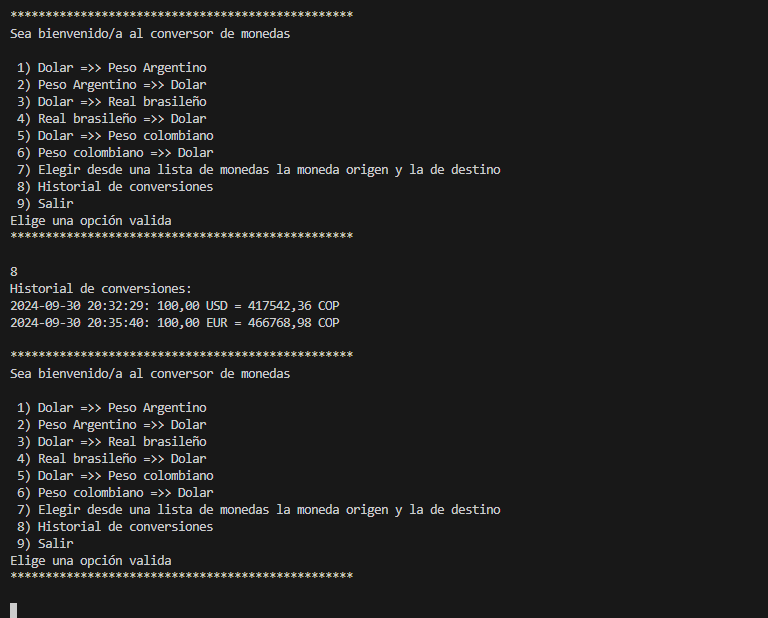 *************************************************
Sea bienvenido/a al conversor de monedas
1) Dolar =>> Peso Argentino
2) Peso Argentino =>> Dolar
3) Dolar =>> Real brasileño
4) Real brasileño =>> Dolar
5) Dolar =>> Peso colombiano
6) Peso colombiano =>> Dolar
7) Elegir desde una lista de monedas la moneda origen y la de destino
8) Historial de conversiones
9) Salir
Elige una opción valida
*************************************************
8
Historial de conversiones:
2024-09-30 20:32:29: 100,00 USD = 417542,36 COP
2024-09-30 20:35:40: 100,00 EUR = 466768,98 COP
*************************************************
Sea bienvenido/a al conversor de monedas
1) Dolar =>> Peso Argentino
2) Peso Argentino =>> Dolar
3) Dolar =>> Real brasileño
4) Real brasileño =>> Dolar
5) Dolar =>> Peso colombiano
6) Peso colombiano =>> Dolar
7) Elegir desde una lista de monedas la moneda origen y la de destino
8) Historial de conversiones
9) Salir
Elige una opción valida
*************************************************